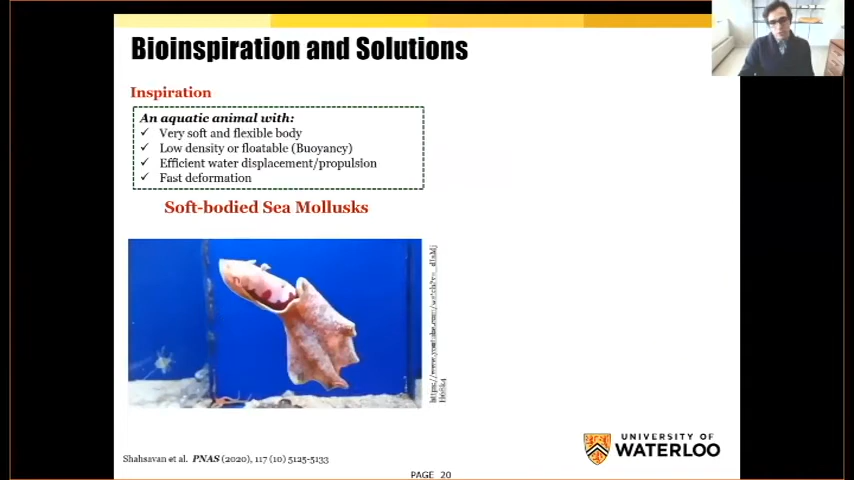 Bioinspiration and Solutions
Inspiration
An aquatic animal with:
✓ Very soft and flexible body
✓ Low density or floatable (Buoyancy)
✓ Efficient water displacement/propulsion
✓ Fast deformation
Soft-bodied Sea Mollusks
Shahsavan et al. PNAS (2020), 117 (10) 5125-5133
UNIVERSITY OF
WATERLOO
PAGE 20